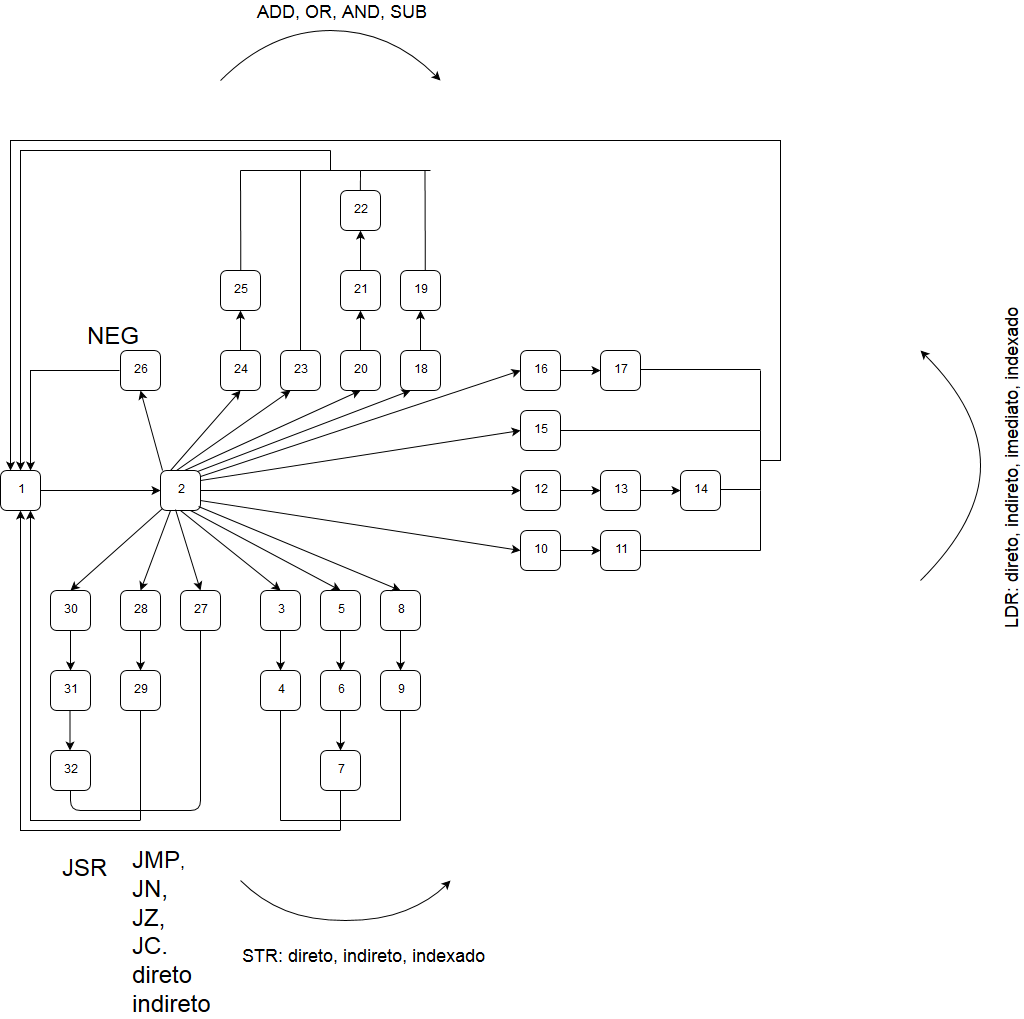 ADD, OR, AND, SUB
22
25
21
19
NEG
26
24
23
20
18
16
17
15
1
2
12
13
14
10
11
30
28
27
3
5
8
31
29
4
6
9
32
7
LDR: direto, indireto, imediato, indexado
JSR
JMP,
JN,
JZ,
JC.
direto
indireto
STR: direto, indireto, indexado